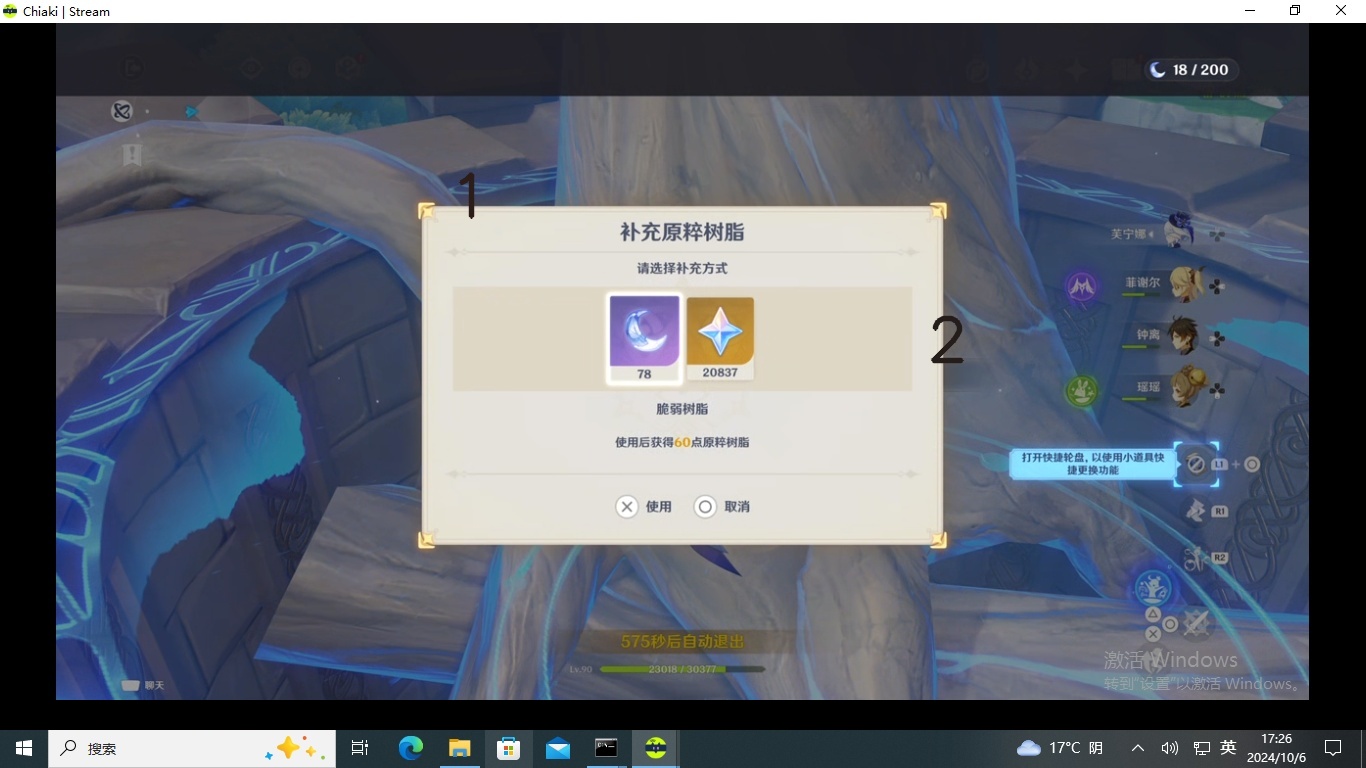 Chiaki | Stream
18 / 200
1
补充原粹树脂
请选择补充方式
芙宁娜
菲谢尔
钟离
2
78
20837
瑶瑶
脆弱树脂
使用后获得60点原粹树脂
打开快捷轮盘，以使用小道具快
捷更换功能
L1 +
使用
取消
R1
R2
575秒后自动退出
Lv.90
23018 / 30377
激活 Windows
转到"设置"以激活 Windows。
聊天
搜索
17°C 阴
英
17:26
2024/10/6